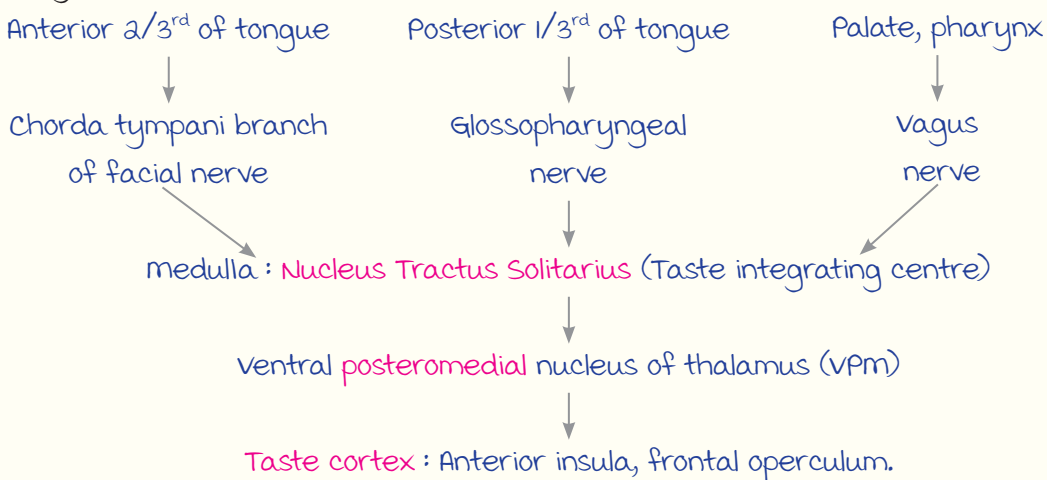 Anterior 2/3rd of tongue
Posterior 1/3rd of tongue
Palate, pharynx
Chorda tympani branch
of facial nerve
Glossopharyngeal
nerve
Vagus
nerve
medulla : Nucleus Tractus Solitarius (Taste integrating centre)
Ventral posteromedial nucleus of thalamus (VPM)
Taste cortex : Anterior insula, frontal operculum.